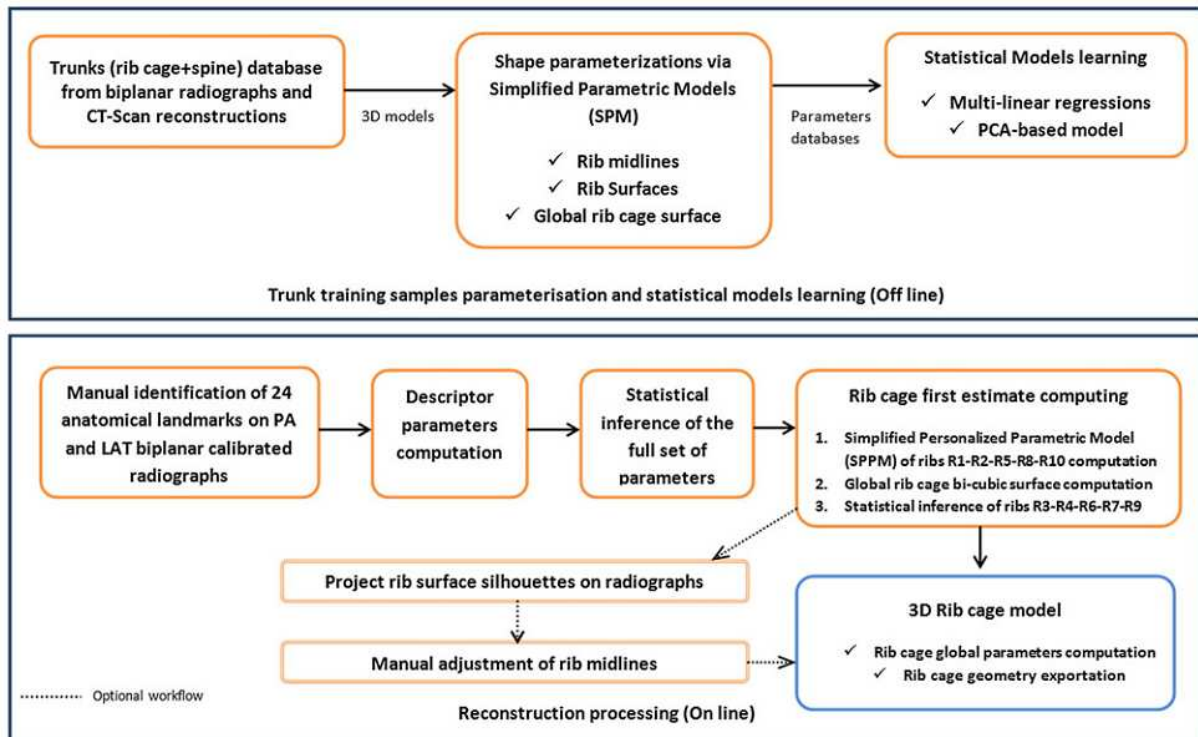 Trunks (rib cage+spine) database
from biplanar radiographs and
CT-Scan reconstructions
3D models
Shape parameterizations via
Simplified Parametric Models
(SPM)
✓ Rib midlines
✓ Rib Surfaces
✓ Global rib cage surface
Parameters
databases
Statistical Models learning
✓ Multi-linear regressions
✓ PCA-based model
Trunk training samples parameterisation and statistical models learning (Off line)
Manual identification of 24
anatomical landmarks on PA
and LAT biplanar calibrated
radiographs
Descriptor
parameters
computation
Statistical
inference of the
full set of
parameters
Rib cage first estimate computing
1. Simplified Personalized Parametric Model
(SPPM) of ribs R1-R2-R5-R8-R10 computation
2. Global rib cage bi-cubic surface computation
3. Statistical inference of ribs R3-R4-R6-R7-R9
Project rib surface silhouettes on radiographs
Manual adjustment of rib midlines
3D Rib cage model
✓ Rib cage global parameters computation
✓ Rib cage geometry exportation
Optional workflow
Reconstruction processing (On line)